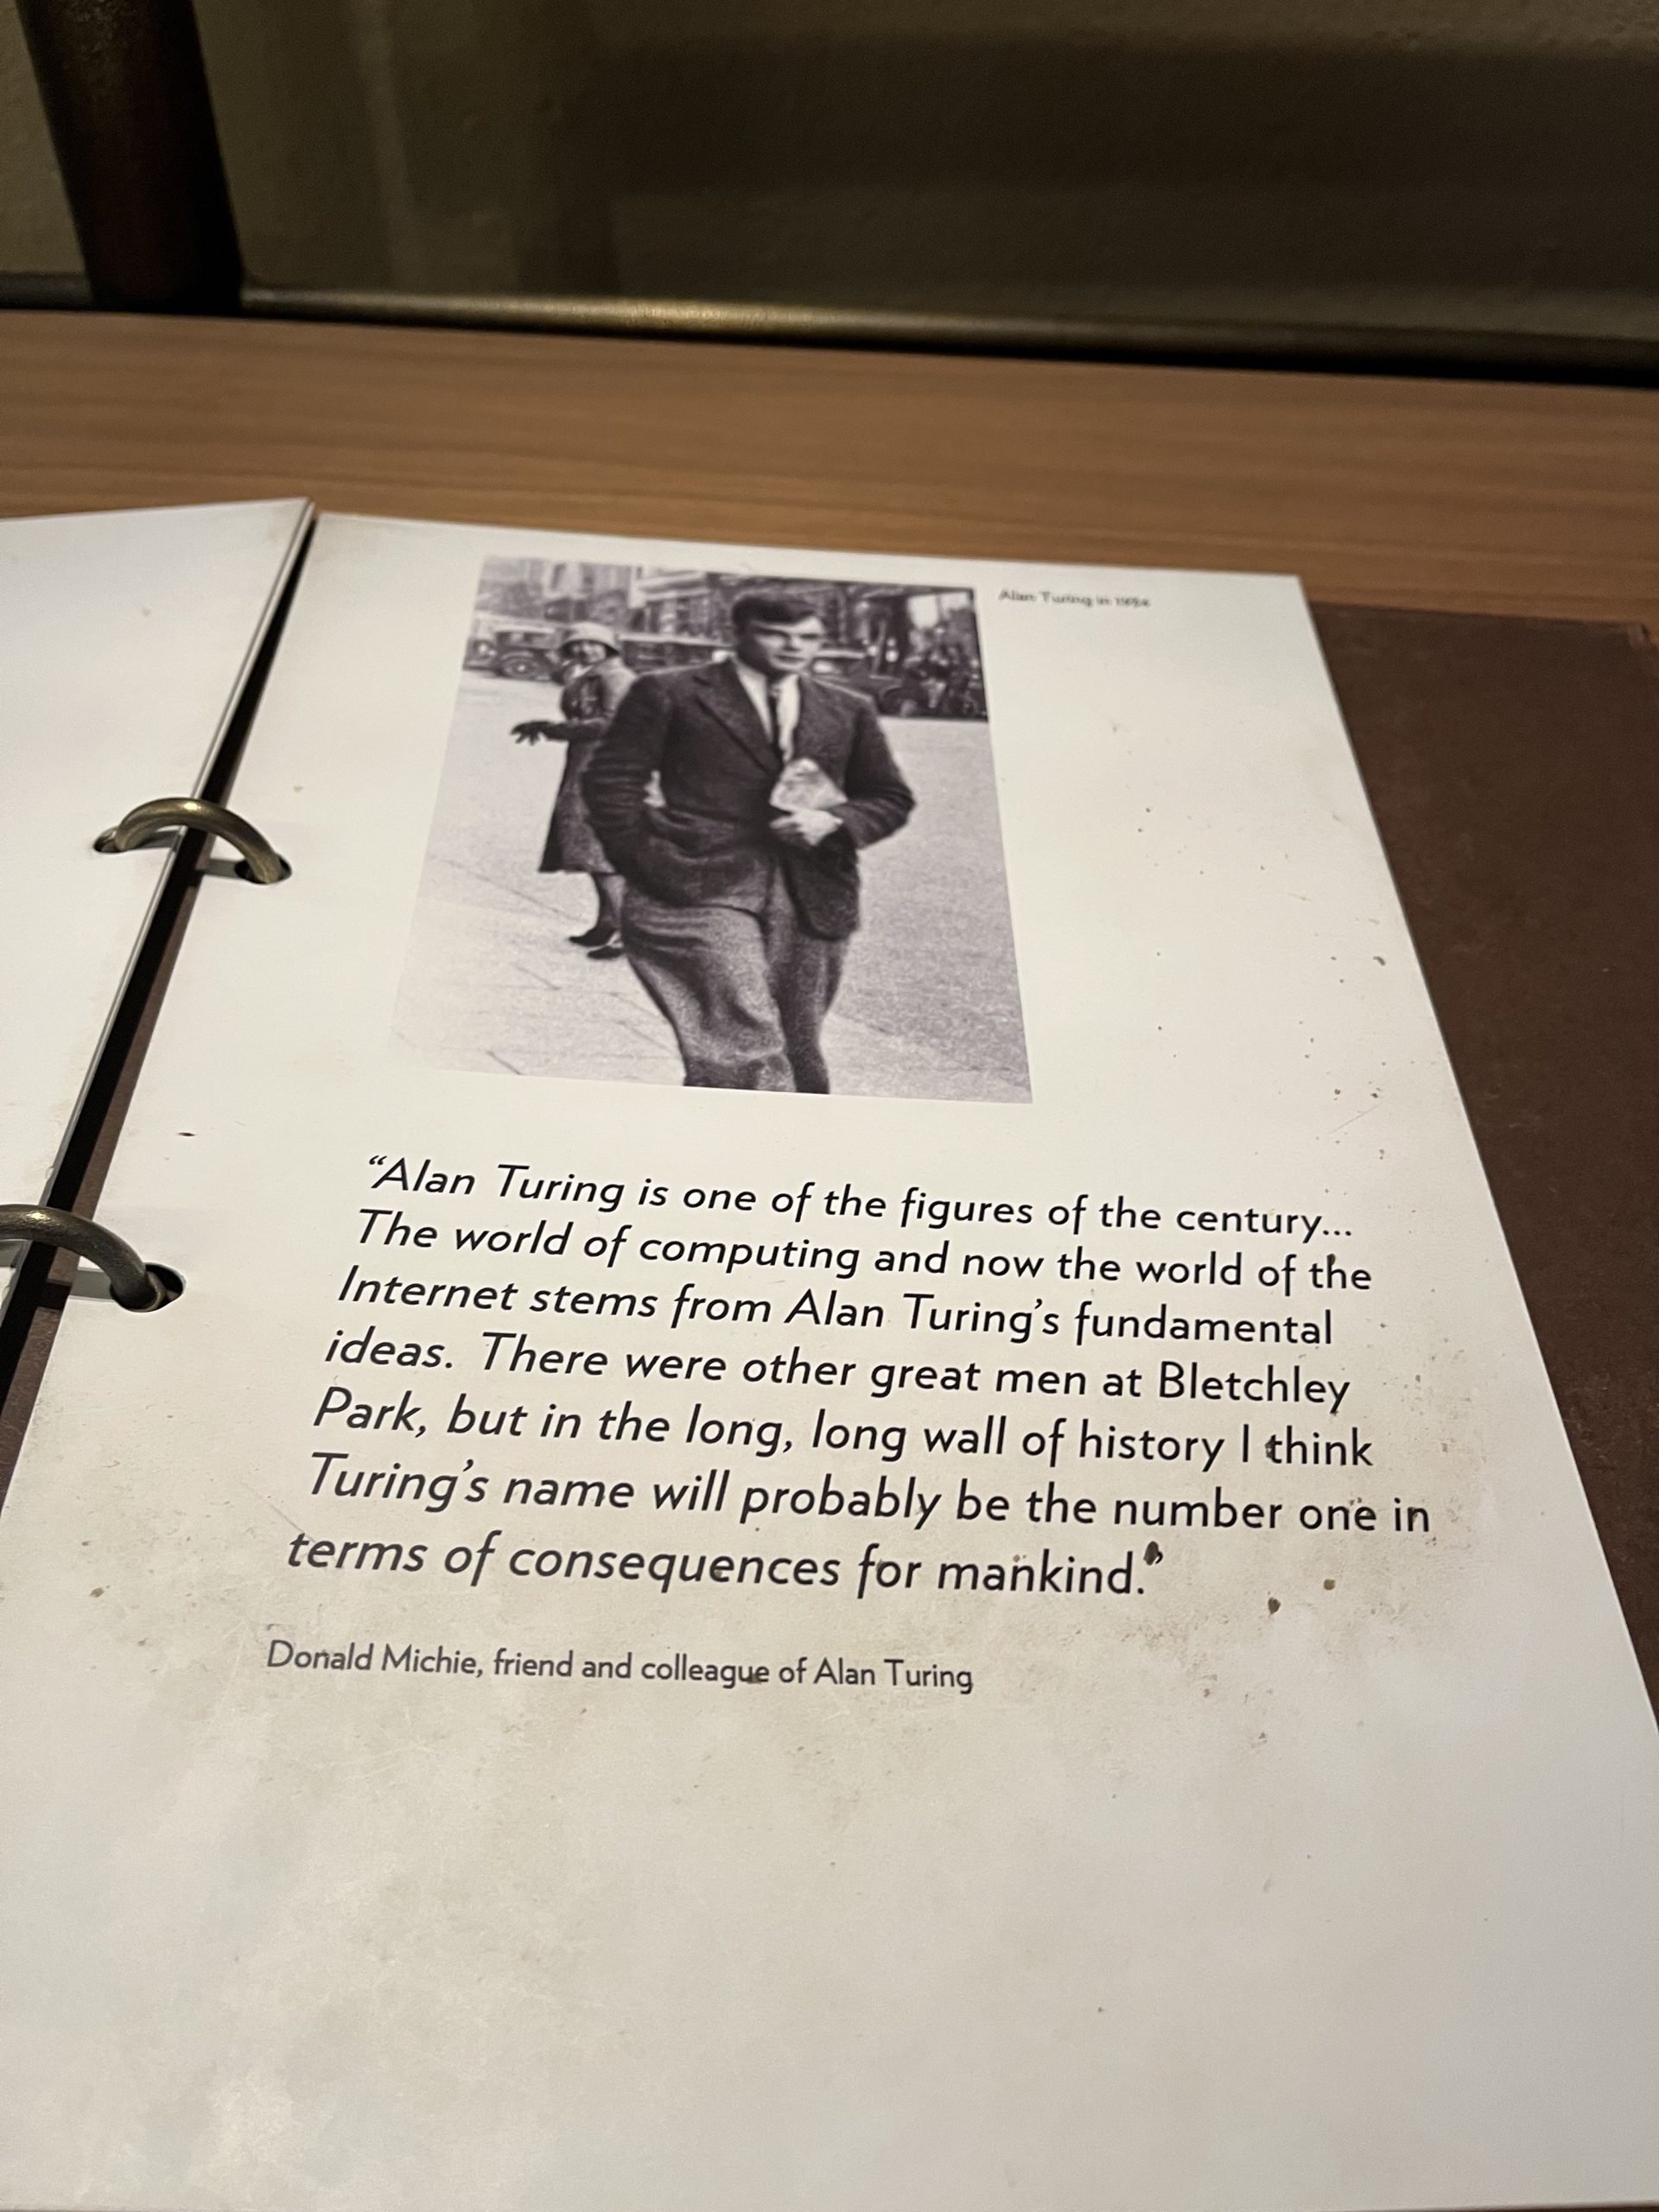 Alan Turing in
“Alan Turing is one of the figures of the century...
The world of computing and now the world of the
Internet stems from Alan Turing’s fundamental
ideas. There were other great men at Bletchley
Park, but in the long, long wall of history I think
Turing’s name will probably be the number one in
terms of consequences for mankind.”
Donald Michie, friend and colleague of Alan Turing